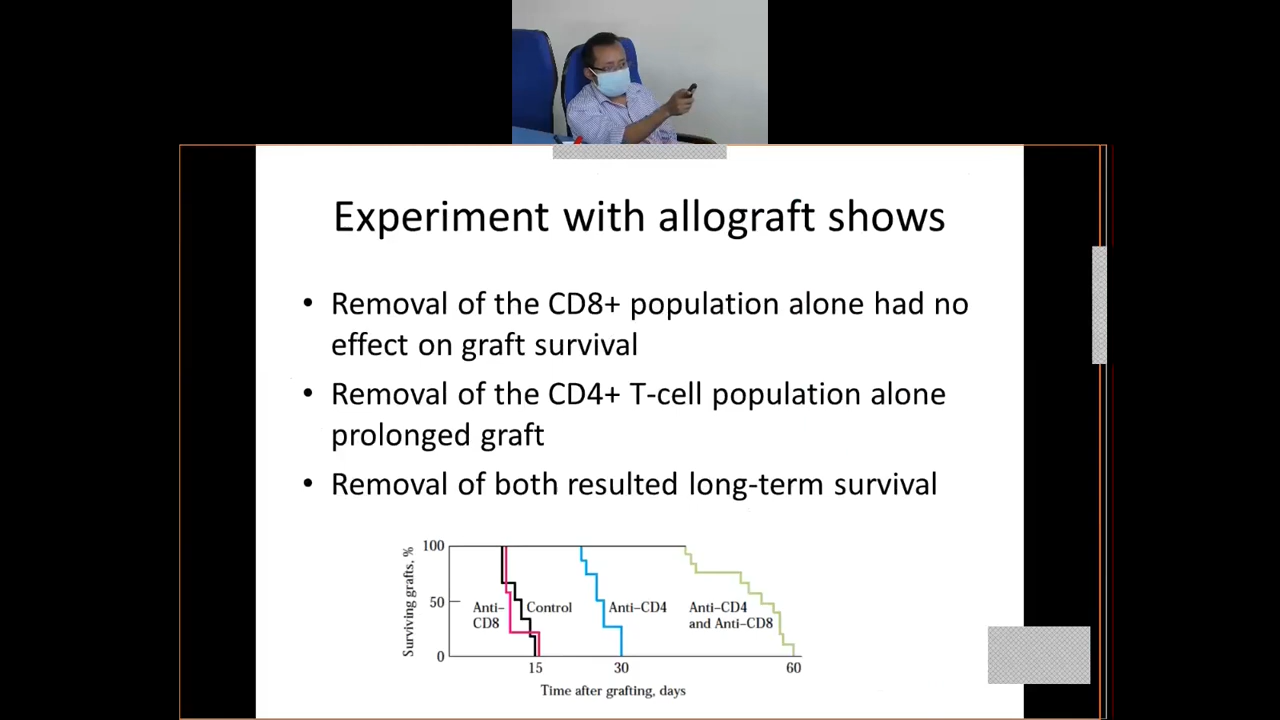 Experiment with allograft shows
• Removal of the CD8+ population alone had no
effect on graft survival
• Removal of the CD4+ T-cell population alone
prolonged graft
• Removal of both resulted long-term survival
Surviving grafts, %
100
50
0
Anti–
CD8
Control
Anti–CD4
Anti–CD4
and Anti–CD8
15
30
60
Time after grafting, days